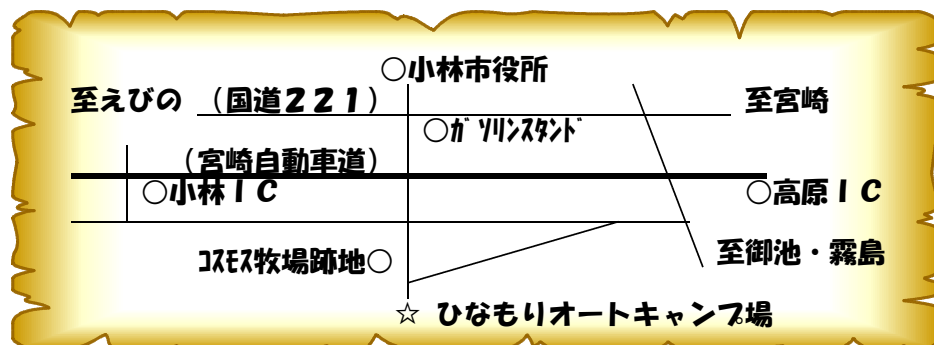 ○小林市役所
至えびの （国道２２１） 至宮崎
○ｶﾞｿﾘﾝｽﾀﾝﾄﾞ
（宮崎自動車道）
○小林ＩＣ ○高原ＩＣ
ｺｽﾓｽ牧場跡地○ 至御池・霧島
☆ ひなもりオートキャンプ場